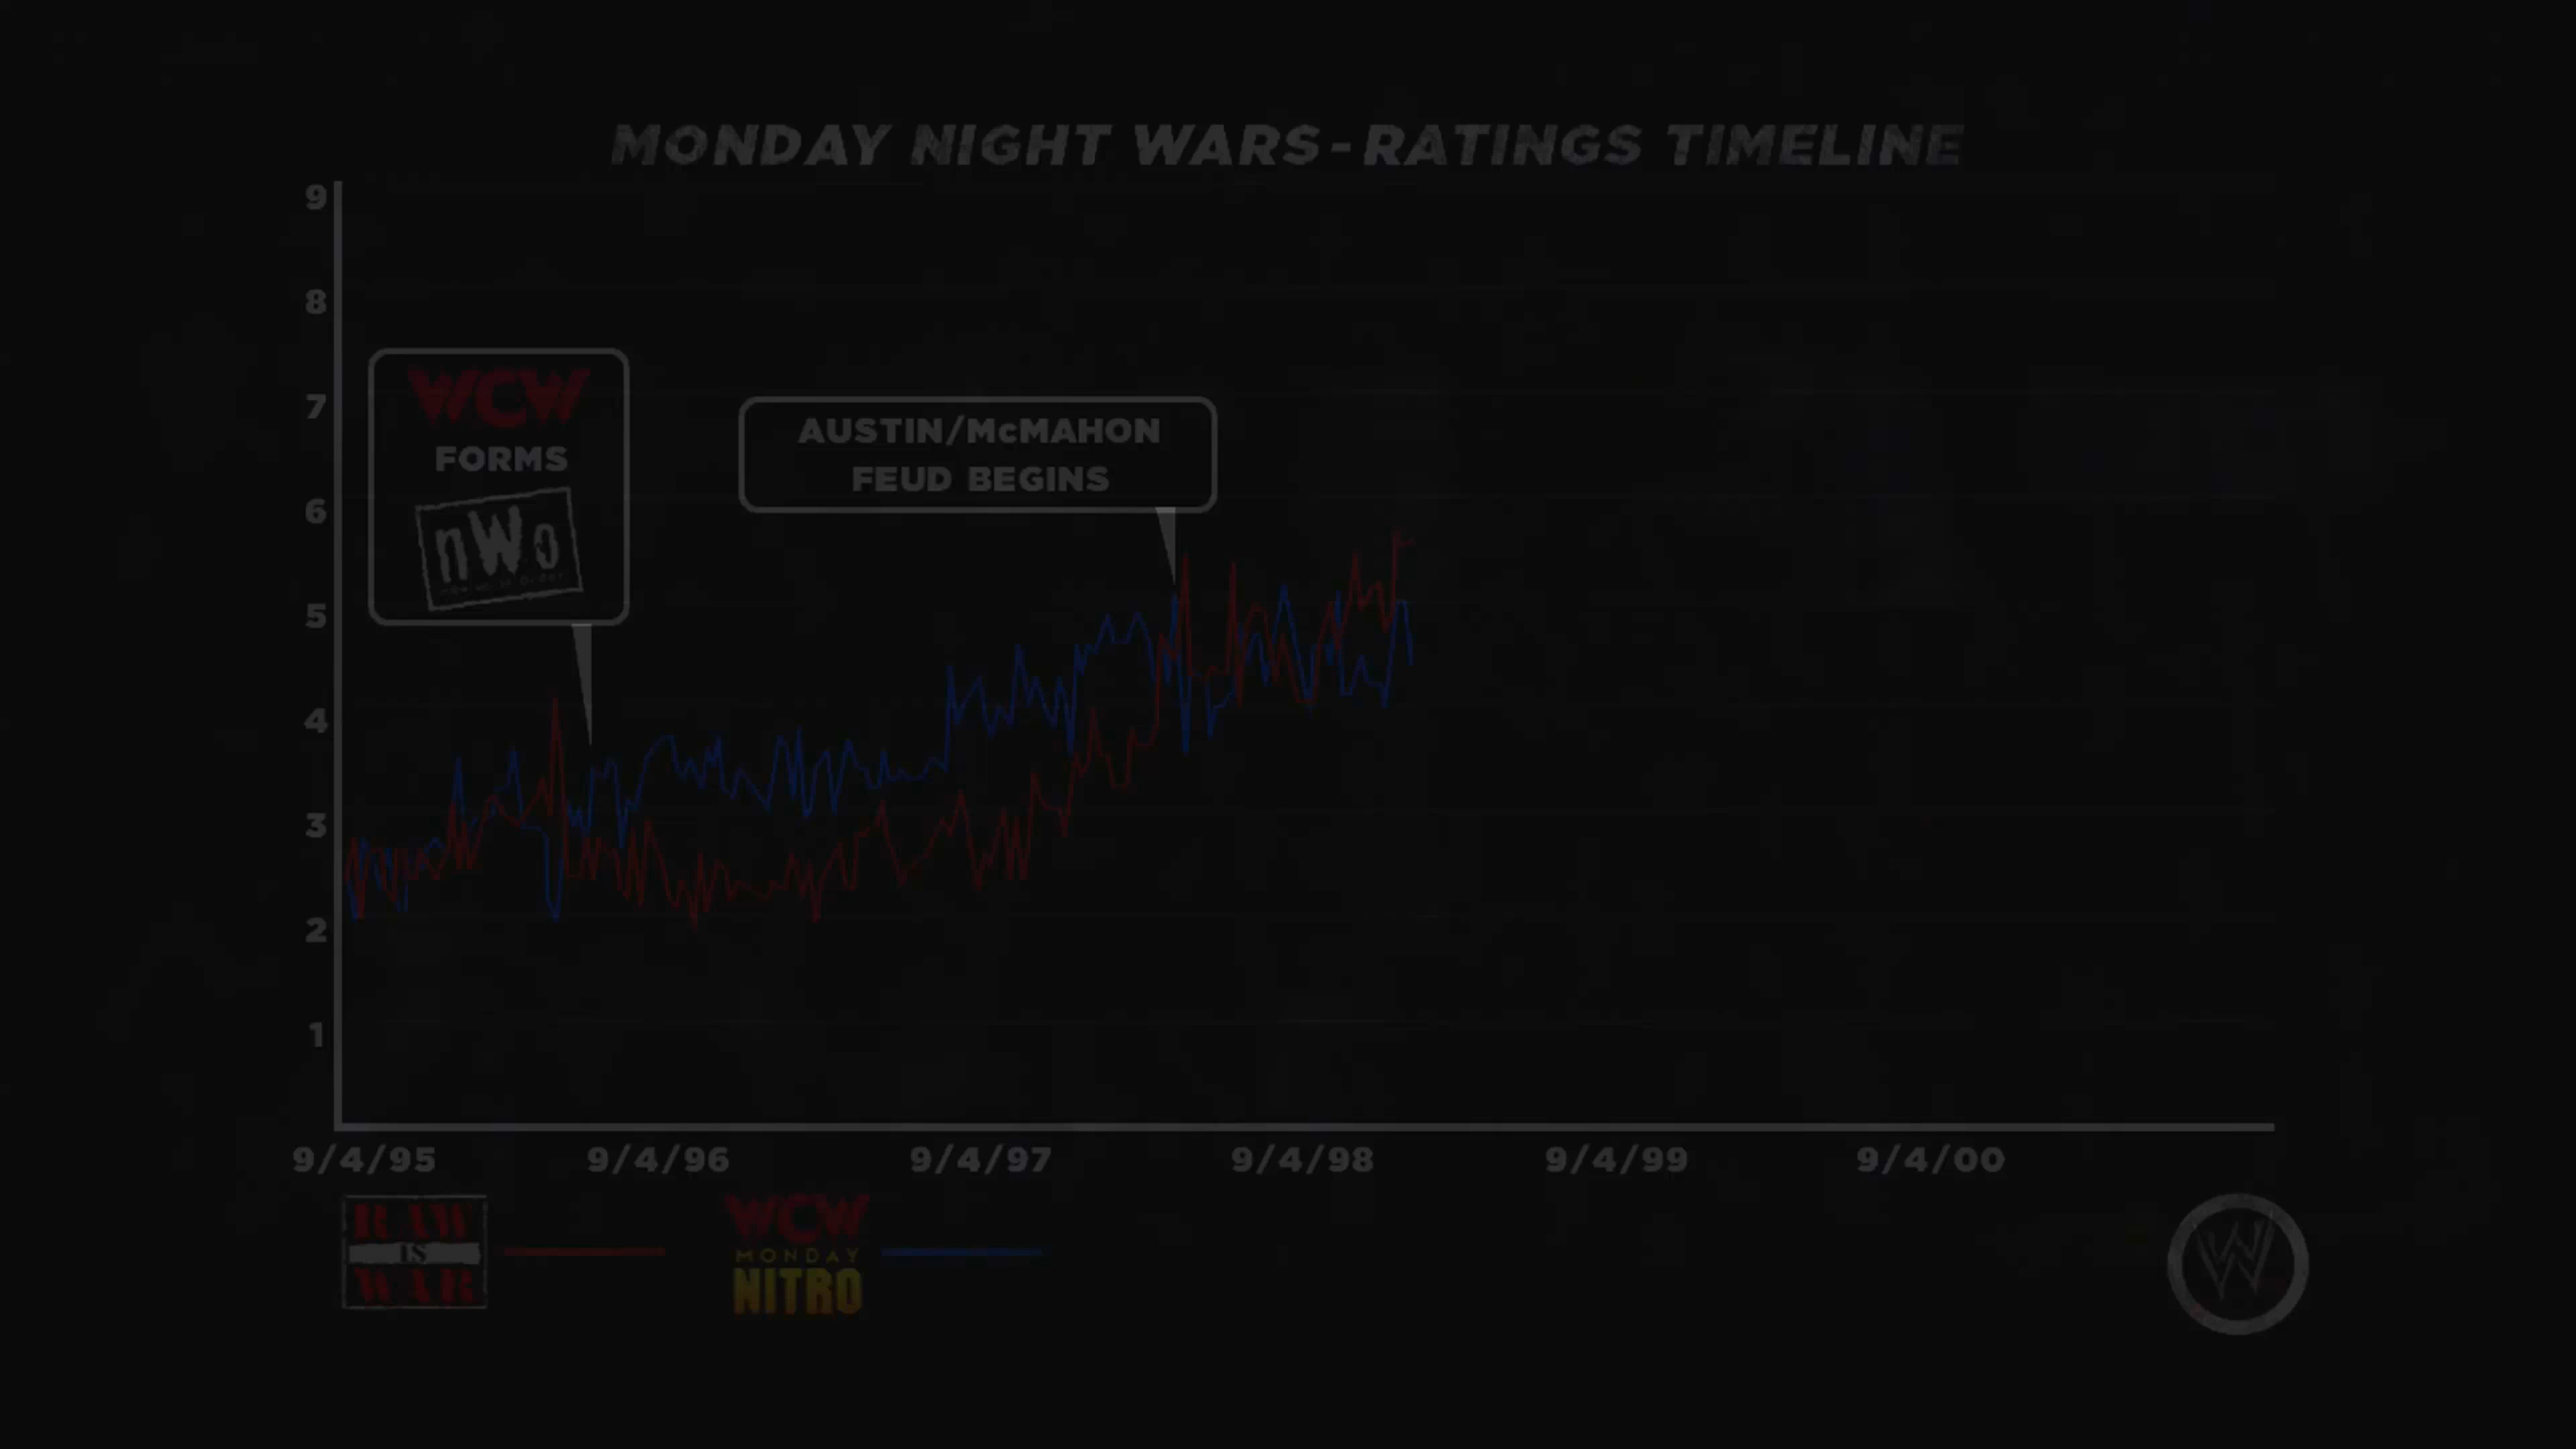 MONDAY NIGHT WARS-RATINGS TIMELINE
9
8
7
6
5
4
3
2
1
WCW
FORMS
nWo
AUSTIN/McMAHON
FEUD BEGINS
9/4/95 9/4/96 9/4/97 9/4/98 9/4/99 9/4/00
RAW
IS
WAR
WCW
MONDAY
NITRO
W